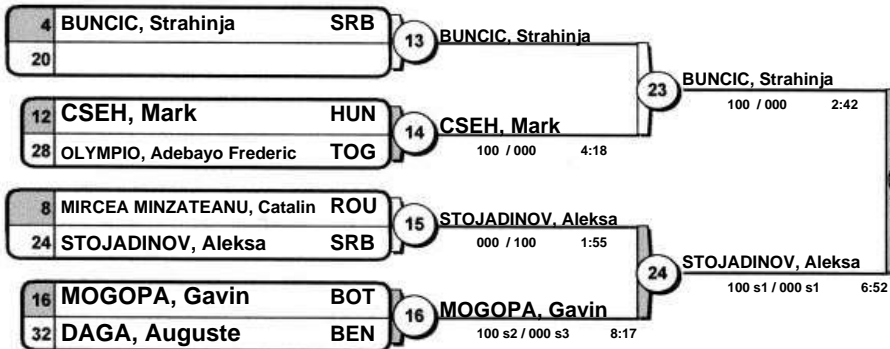 4 BUNCIC, Strahinja SRB
20
13 BUNCIC, Strahinja
12 CSEH, Mark HUN
28 OLYMPIO, Adebayo Frederic TOG
14 CSEH, Mark
100 / 000 4:18
23 BUNCIC, Strahinja
100 / 000 2:42
8 MIRCEA MINZATEANU, Catalin ROU
24 STOJADINOV, Aleksa SRB
15 STOJADINOV, Aleksa
000 / 100 1:55
16 MOGOPA, Gavin BOT
32 DAGA, Auguste BEN
16 MOGOPA, Gavin
100 s2 / 000 s3 8:17
24 STOJADINOV, Aleksa
100 s1 / 000 s1 6:52